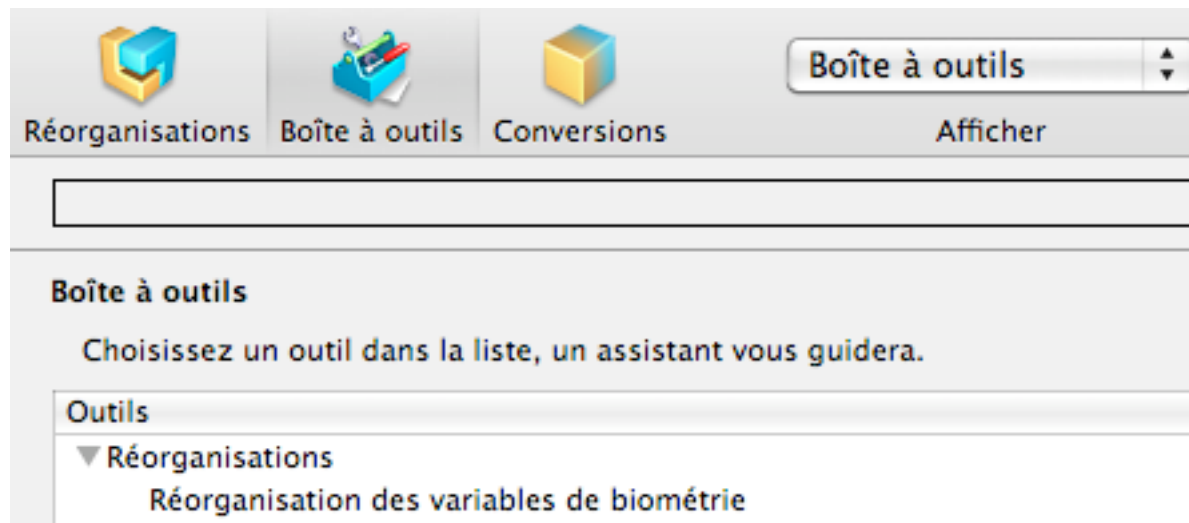 Boîte à outils
Réorganisations Boîte à outils Conversions Afficher
Boîte à outils
Choisissez un outil dans la liste, un assistant vous guidera.
Outils
Réorganisations
Réorganisation des variables de biométrie